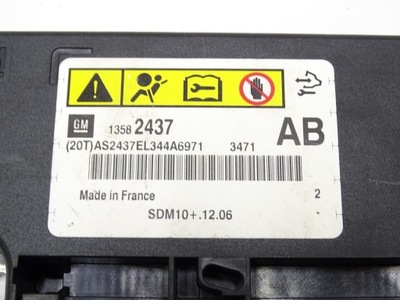 GM 1358 2437 AB
(20T)AS2437EL344A6971 3471
Made in France 2
SDM10+.12.06 -